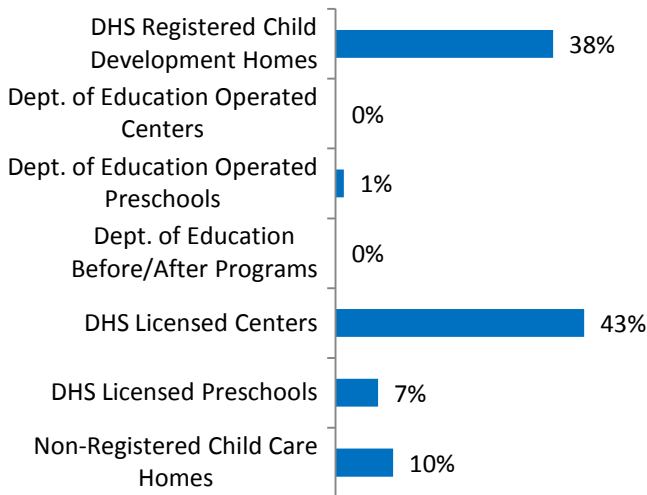 DHS Registered Child
Development Homes
38%
Dept. of Education Operated
Centers
0%
Dept. of Education Operated
Preschools
1%
Dept. of Education
Before/After Programs
0%
DHS Licensed Centers
43%
DHS Licensed Preschools
7%
Non-Registered Child Care
Homes
10%